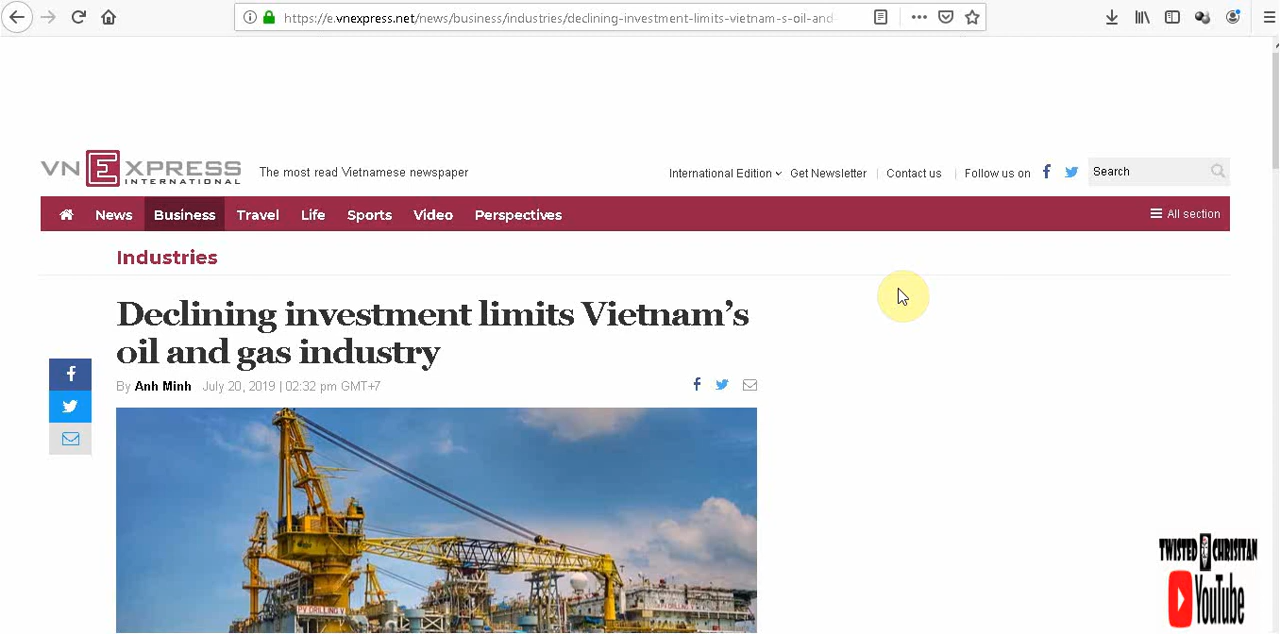 https://e.vnexpress.net/news/business/industries/declining-investment-limits-vietnam-s-oil-and-
VN EXPRESS
INTERNATIONAL
The most read Vietnamese newspaper
International Edition
Get Newsletter
Contact us
Follow us on
Search
News Business Travel Life Sports Video Perspectives
All section
Industries
Declining investment limits Vietnam’s
oil and gas industry
By Anh Minh July 20, 2019 | 02:32 pm GMT+7
PV DRILLING V
PV DRILLING V
TWISTED CHRISITAN
YouTube